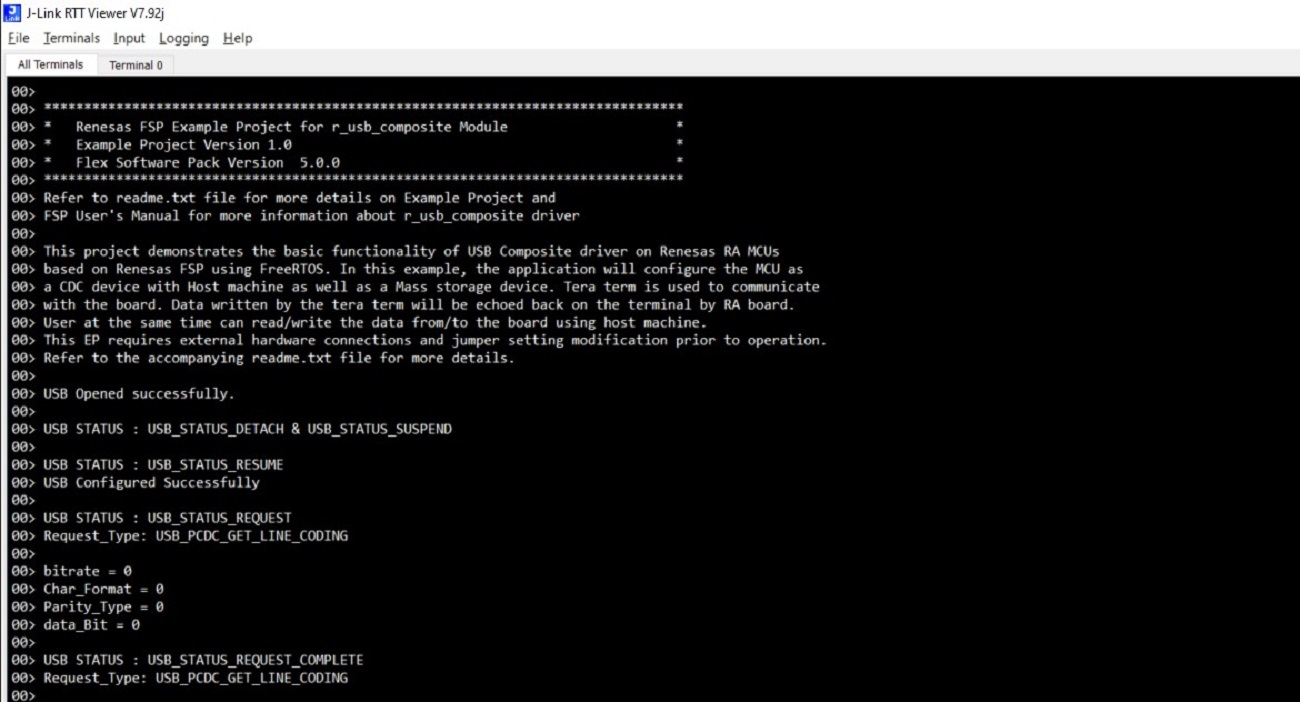 J-Link RTT Viewer V7.92j
File Terminals Input Logging Help
All Terminals Terminal 0
00>
00> ********************************************************************************
00> *   Renesas FSP Example Project for r_usb_composite Module                     *
00> *   Example Project Version 1.0                                                *
00> *   Flex Software Pack Version  5.0.0                                          *
00> ********************************************************************************
00> Refer to readme.txt file for more details on Example Project and
00> FSP User's Manual for more information about r_usb_composite driver
00>
00> This project demonstrates the basic functionality of USB Composite driver on Renesas RA MCUs
00> based on Renesas FSP using FreeRTOS. In this example, the application will configure the MCU as
00> a CDC device with Host machine as well as a Mass storage device. Tera term is used to communicate
00> with the board. Data written by the tera term will be echoed back on the terminal by RA board.
00> User at the same time can read/write the data from/to the board using host machine.
00> This EP requires external hardware connections and jumper setting modification prior to operation.
00> Refer to the accompanying readme.txt file for more details.
00>
00> USB Opened successfully.
00>
00> USB STATUS : USB_STATUS_DETACH & USB_STATUS_SUSPEND
00>
00> USB STATUS : USB_STATUS_RESUME
00> USB Configured Successfully
00>
00> USB STATUS : USB_STATUS_REQUEST
00> Request_Type: USB_PCDC_GET_LINE_CODING
00>
00> bitrate = 0
00> Char_Format = 0
00> Parity_Type = 0
00> data_Bit = 0
00>
00> USB STATUS : USB_STATUS_REQUEST_COMPLETE
00> Request_Type: USB_PCDC_GET_LINE_CODING
00>